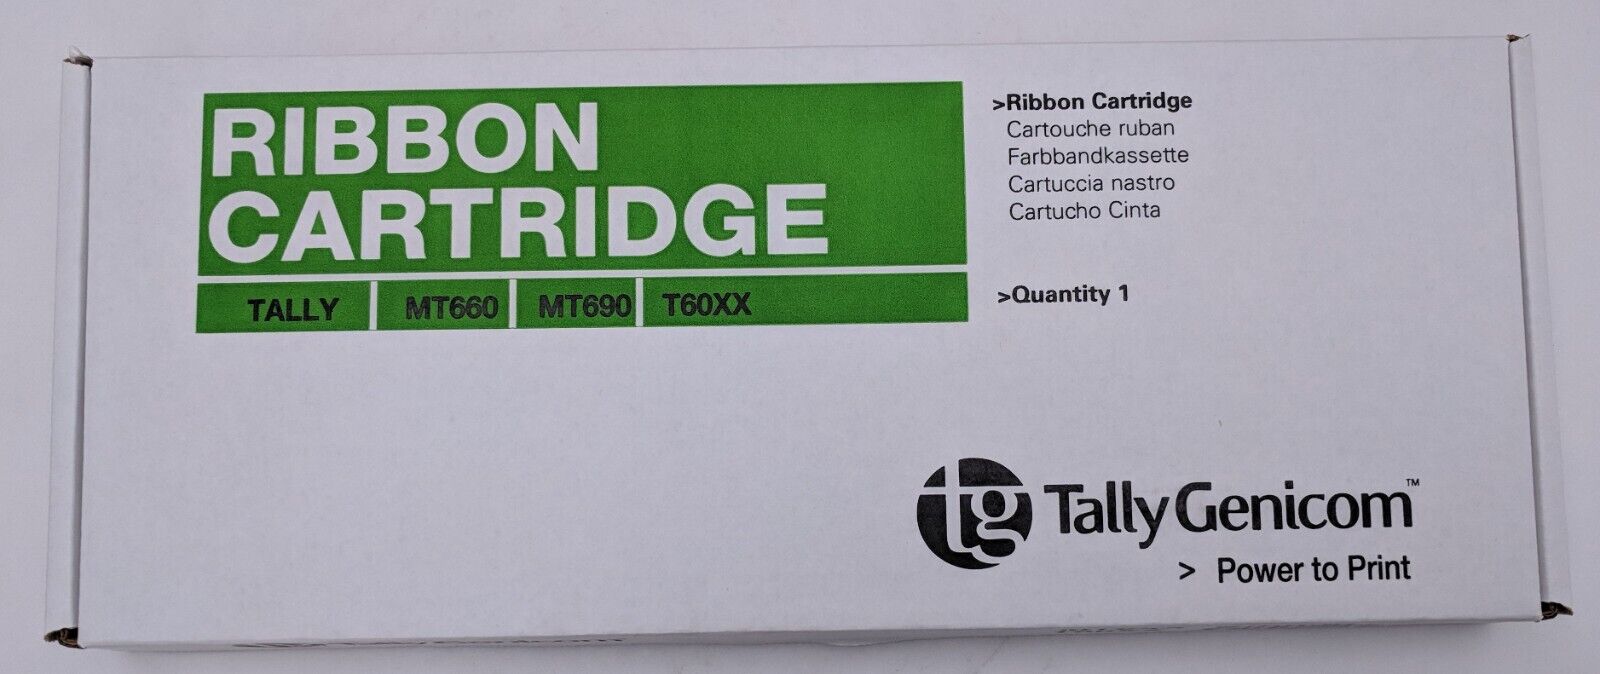 RIBBON
CARTRIDGE
TALLY MT660 MT690 T60XX
>Ribbon Cartridge
Cartouche ruban
Farbbandkassette
Cartuccia nastro
Cartucho Cinta
>Quantity 1
tg TallyGenicom™
> Power to Print